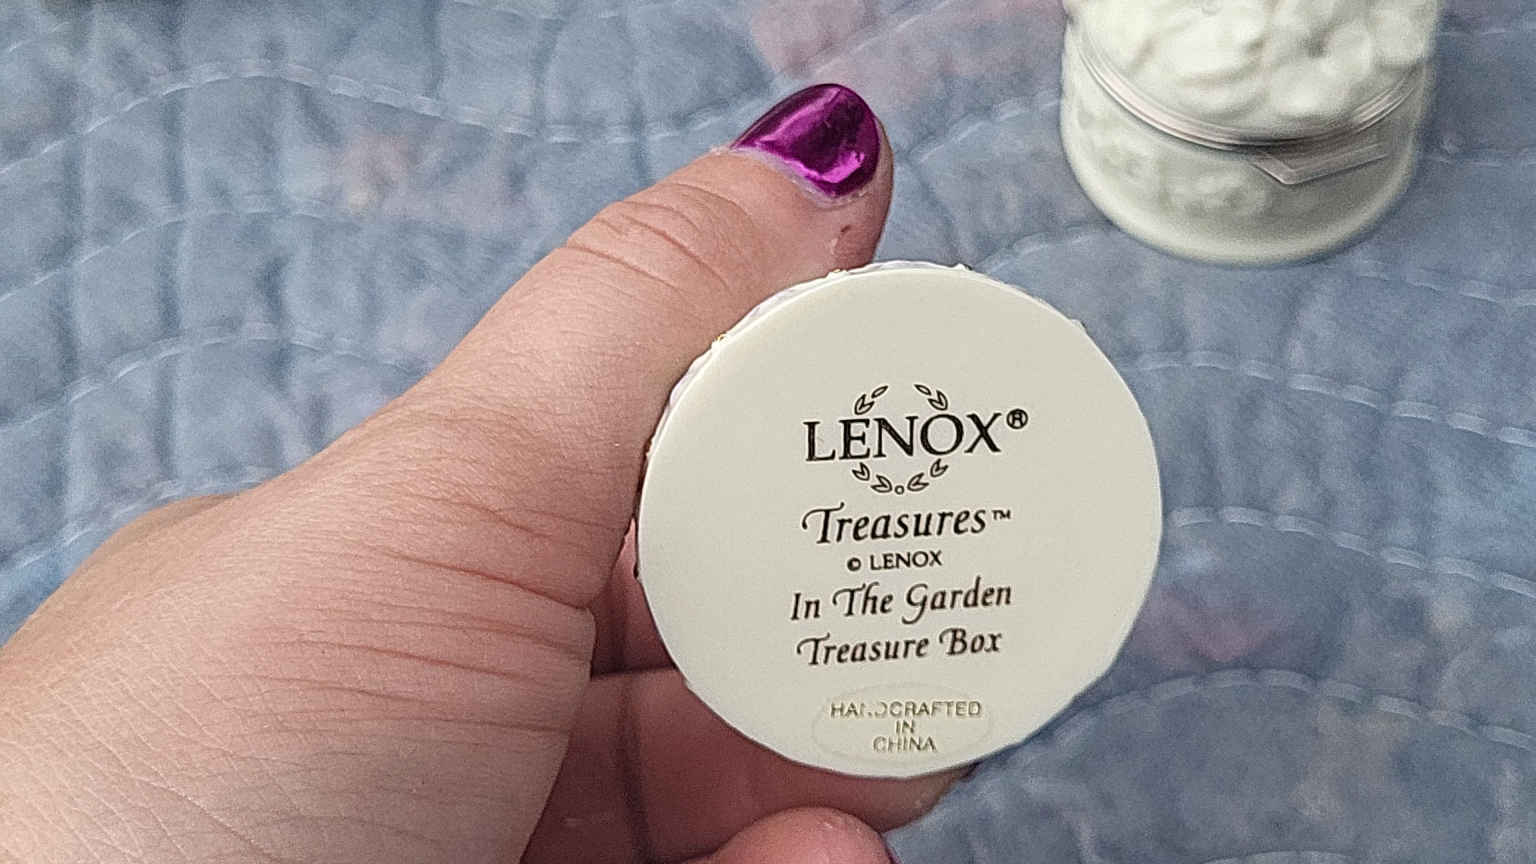 LENOX®
Treasures™
© LENOX
In The Garden
Treasure Box
HANDCRAFTED
IN
CHINA